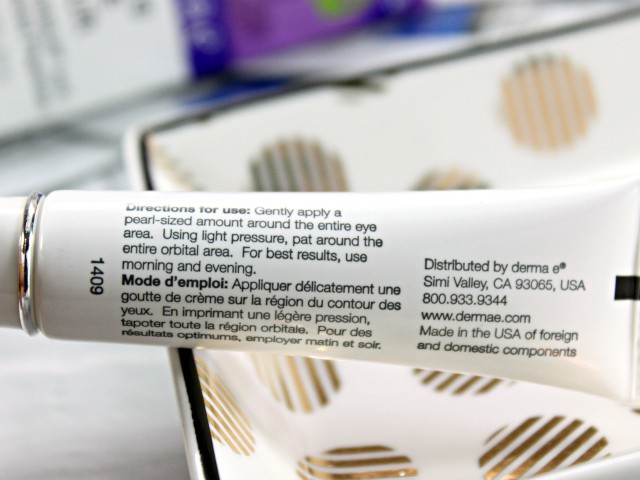 Directions for use: Gently apply a
pearl-sized amount around the entire eye
area. Using light pressure, pat around the
entire orbital area. For best results, use
morning and evening.
Mode d'emploi: Appliquer délicatement une
goutte de crème sur la région du contour des
yeux. En imprimant une légère pression,
tapoter toute la région orbitale. Pour des
résultats optimums, employer matin et soir.
1409
Distributed by derma e®
Simi Valley, CA 93065, USA
800.933.9344
www.dermae.com
Made in the USA of foreign
and domestic components